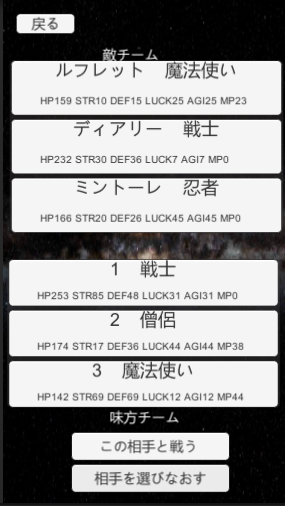 戻る
敵チーム
ルフレット　魔法使い
HP159 STR10 DEF15 LUCK25 AGI25 MP23
ディアリー　戦士
HP232 STR30 DEF36 LUCK7 AGI7 MP0
ミントーレ　忍者
HP166 STR20 DEF26 LUCK45 AGI45 MP0
1　戦士
HP253 STR85 DEF48 LUCK31 AGI31 MP0
2　僧侶
HP174 STR17 DEF36 LUCK44 AGI44 MP38
3　魔法使い
HP142 STR69 DEF69 LUCK12 AGI12 MP44
味方チーム
この相手と戦う
相手を選びなおす